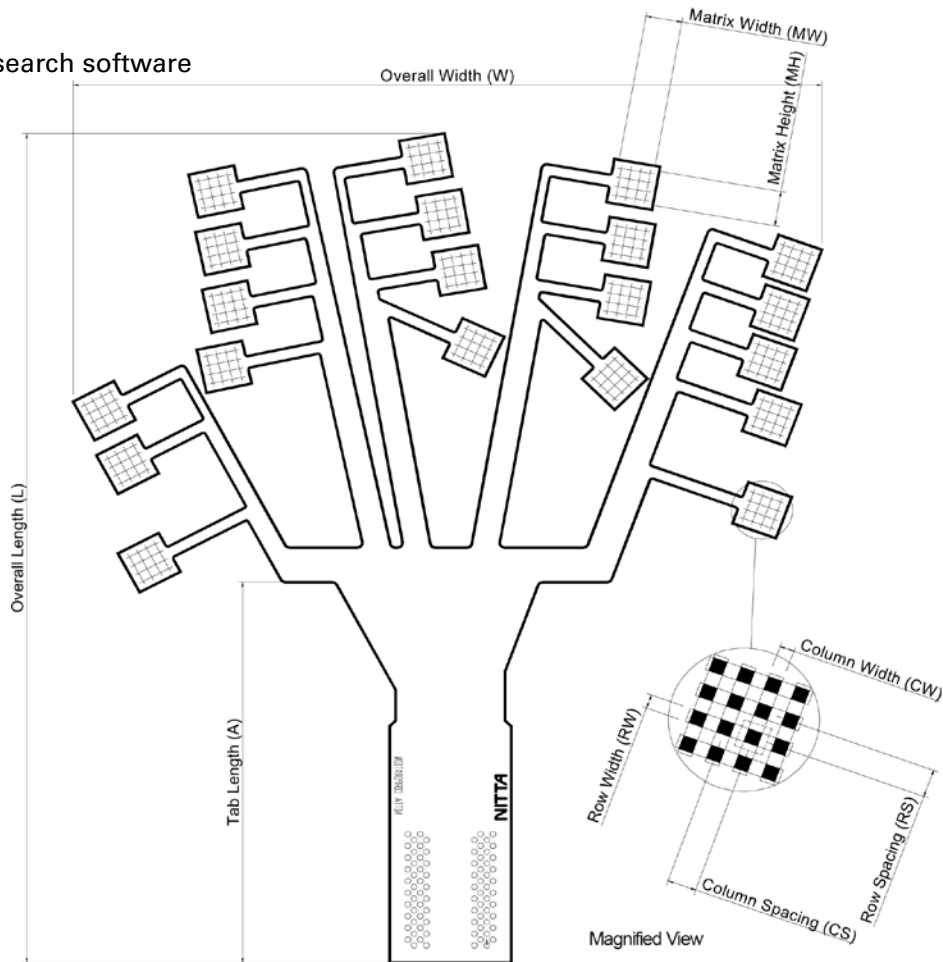 Matrix Width (MW)
search software
Overall Width (W)
Matrix Height (MH)
Overall Length (L)
Tab Length (A)
Column Width (CW)
Row Width (RW)
Row Spacing (RS)
Column Spacing (CS)
NITTA
Magnified View